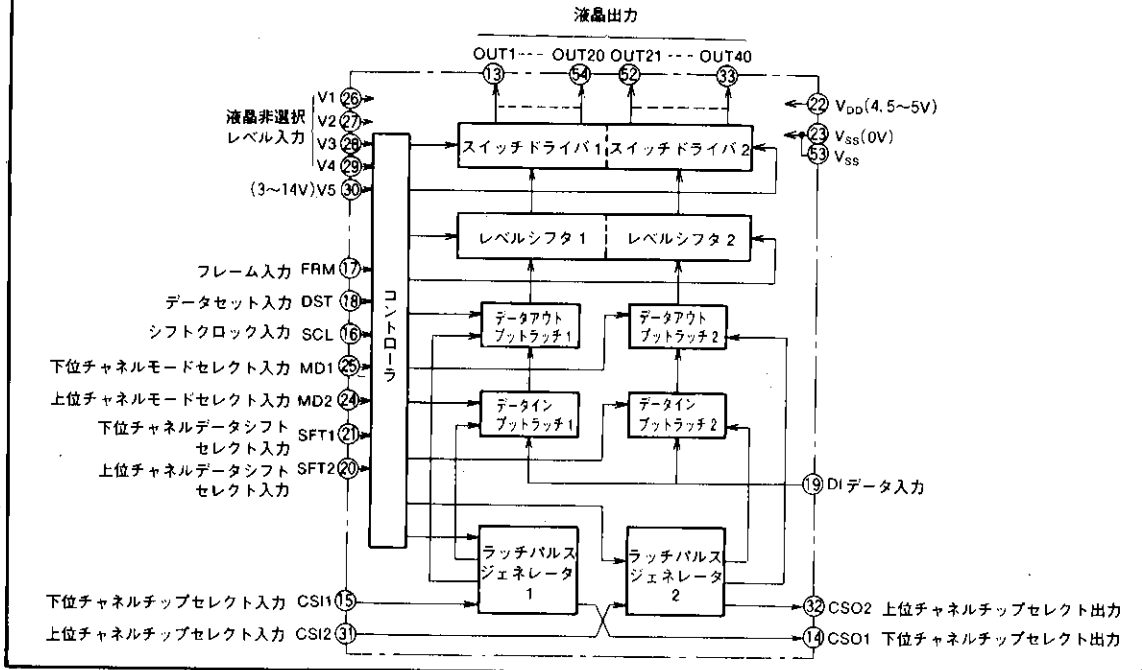 液晶出力
OUT1--- OUT20 OUT21 ---- OUT40
13 54 52 33
V1 26
V2 27
液晶非選択
レベル入力
V3 28
V4 29
(3~14V)V5 30
22 VDD(4.5~5V)
23 VSS(0V)
53 VSS
スイッチドライバ1 スイッチドライバ2
レベルシフタ1 レベルシフタ2
フレーム入力 FRM 17
データセット入力 DST 18
シフトクロック入力 SCL 16
下位チャネルモードセレクト入力 MD1 25
上位チャネルモードセレクト入力 MD2 24
下位チャネルデータシフト
セレクト入力
SFT1 21
上位チャネルデータシフト
セレクト入力
SFT2 20
コントローラ
データアウト
プットラッチ1
データアウト
プットラッチ2
データイン
プットラッチ1
データイン
プットラッチ2
19 DIデータ入力
ラッチパルス
ジェネレータ
1
ラッチパルス
ジェネレータ
2
下位チャネルチップセレクト入力 CSI1 15
上位チャネルチップセレクト入力 CSI2 31
32 CSO2 上位チャネルチップセレクト出力
14 CSO1 下位チャネルチップセレクト出力